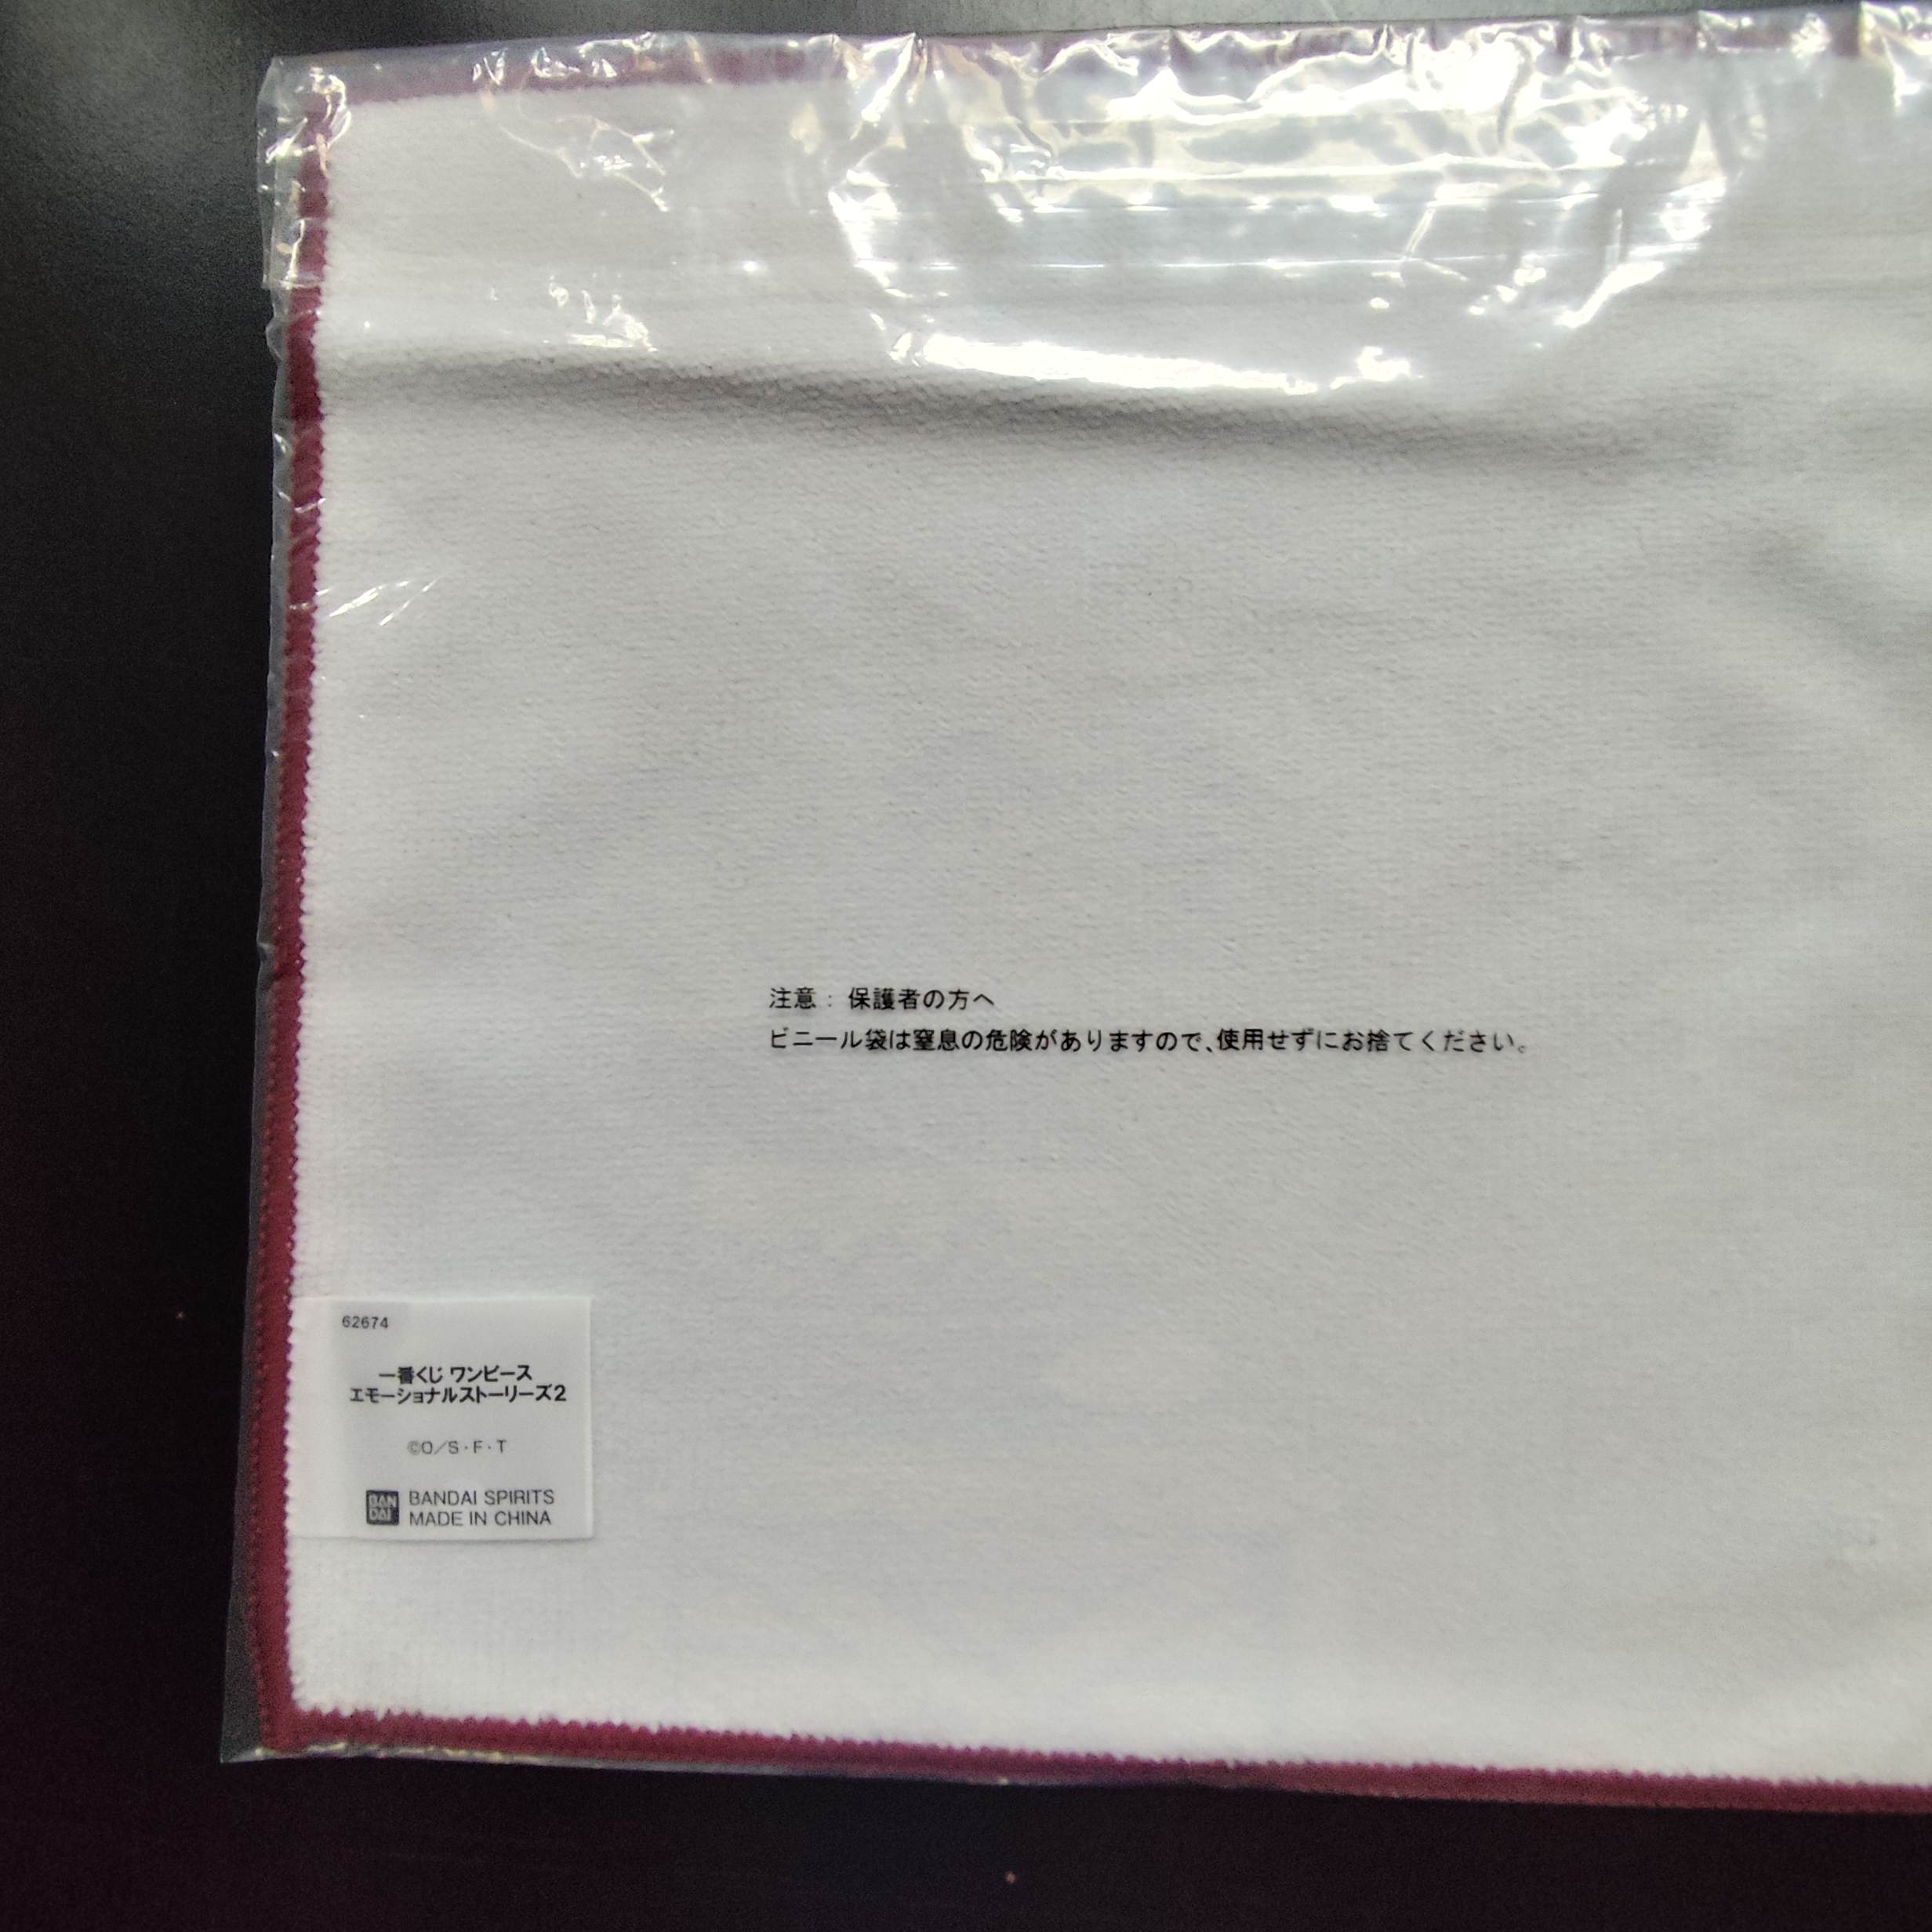 注意： 保護者の方へ
ビニール袋は窒息の危険がありますので、使用せずにお捨てください。
62674
一番くじ ワンピース
エモーショナルストーリーズ2
©O／S・F・T
BAN
DAI
BANDAI SPIRITS
MADE IN CHINA